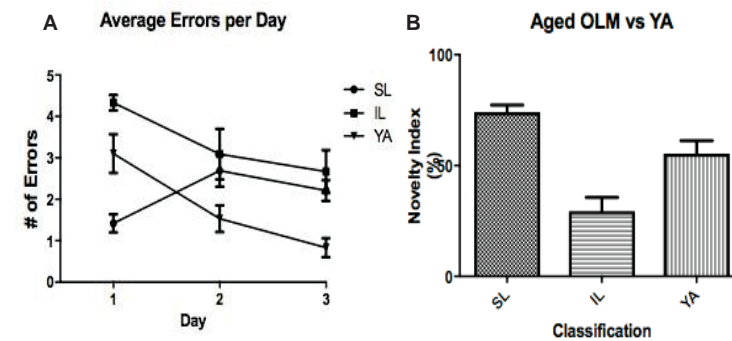 A
Average Errors per Day
# of Errors
5
4
3
2
1
0
1
2
3
Day
SL
IL
YA
B
Aged OLM vs YA
Novelty Index
(%)
100
50
0
SL
IL
YA
Classification